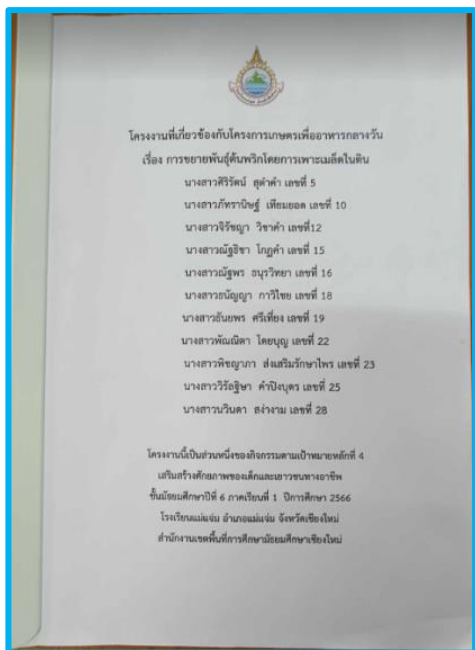 โครงงานที่เกี่ยวข้องกับโครงการเกษตรเพื่ออาหารกลางวัน
เรื่อง การขยายพันธุ์ต้นพริกโดยการเพาะเมล็ดในดิน
นางสาวศิริรัตน์ สุคำคำ เลขที่ 5
นางสาวภัทรานิษฐ์ เทียมยอด เลขที่ 10
นางสาวจิรัชญา วิชาคำ เลขที่12
นางสาวณัฐธิชา โกฏคำ เลขที่ 15
นางสาวณัฐพร ธนุรวิทยา เลขที่ 16
นางสาวธนัญญา กาวิไชย เลขที่ 18
นางสาวธันยพร ศรีเที่ยง เลขที่ 19
นางสาวพัณณิตา โดยบุญ เลขที่ 22
นางสาวพิชญาภา ส่งเสริมรักษาไพร เลขที่ 23
นางสาววิรัลฐิษา คำปิงบุตร เลขที่ 25
นางสาวนวินดา สง่างาม เลขที่ 28
โครงงานนี้เป็นส่วนหนึ่งของกิจกรรมตามเป้าหมายหลักที่ 4
เสริมสร้างศักยภาพของเด็กและเยาวชนทางอาชีพ
ชั้นมัธยมศึกษาปีที่ 6 ภาคเรียนที่ 1 ปีการศึกษา 2566
โรงเรียนแม่แจ่ม อำเภอแม่แจ่ม จังหวัดเชียงใหม่
สำนักงานเขตพื้นที่การศึกษามัธยมศึกษาเชียงใหม่